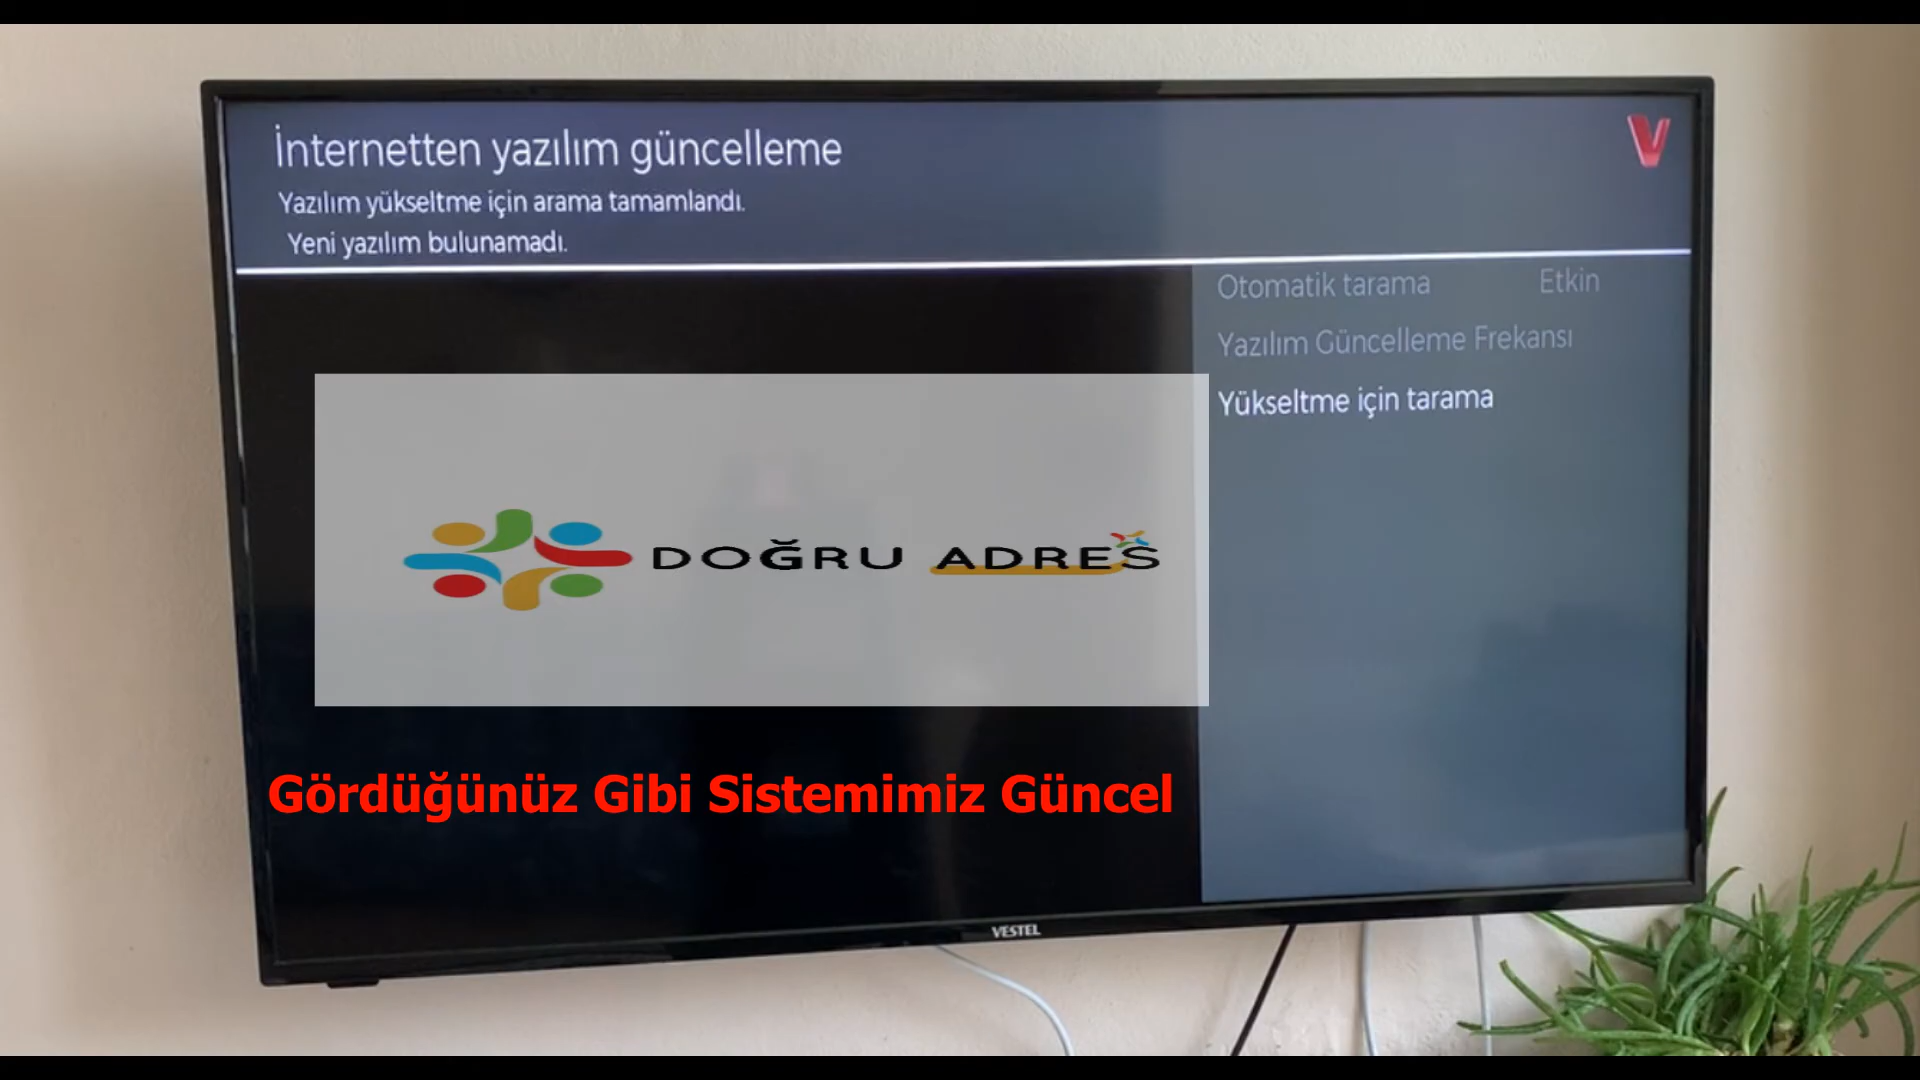 İnternetten yazılım güncelleme
Yazılım yükseltme için arama tamamlandı.
Yeni yazılım bulunamadı.
Otomatik tarama Etkin
Yazılım Güncelleme Frekansı
Yükseltme için tarama
DOĞRU ADRES
Gördüğünüz Gibi Sistemimiz Güncel
VESTEL